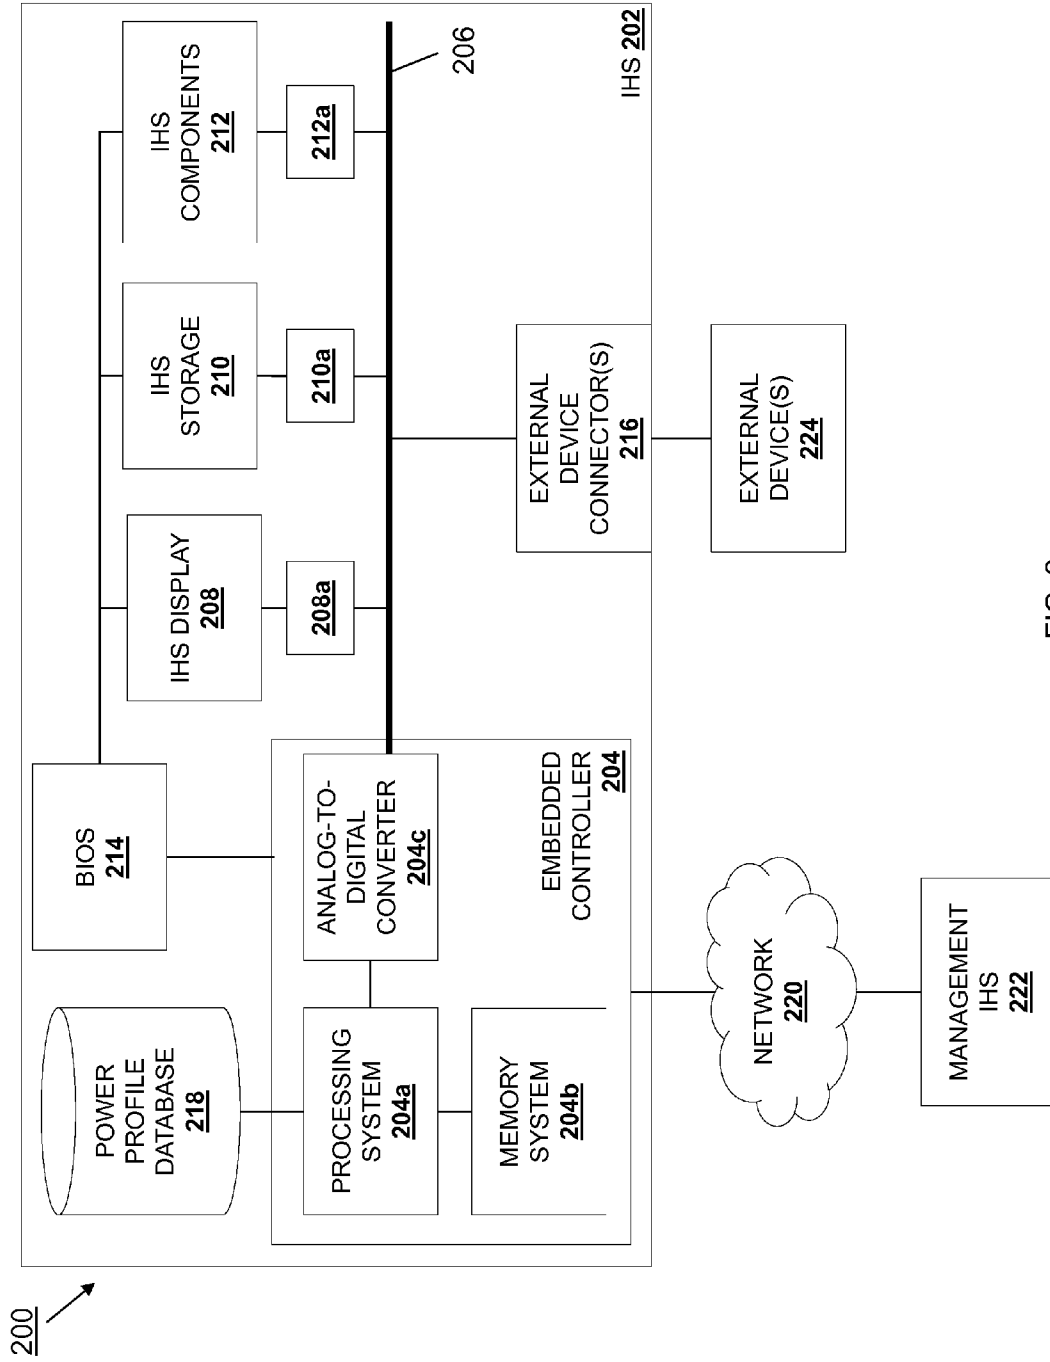 200
POWER
PROFILE
DATABASE
218
BIOS
214
IHS DISPLAY
208
IHS
STORAGE
210
IHS
COMPONENTS
212
208a
210a
212a
206
PROCESSING
SYSTEM
204a
ANALOG-TO-
DIGITAL
CONVERTER
204c
MEMORY
SYSTEM
204b
EMBEDDED
CONTROLLER
204
EXTERNAL
DEVICE
CONNECTOR(S)
216
IHS 202
NETWORK
220
EXTERNAL
DEVICE(S)
224
MANAGEMENT
IHS
222